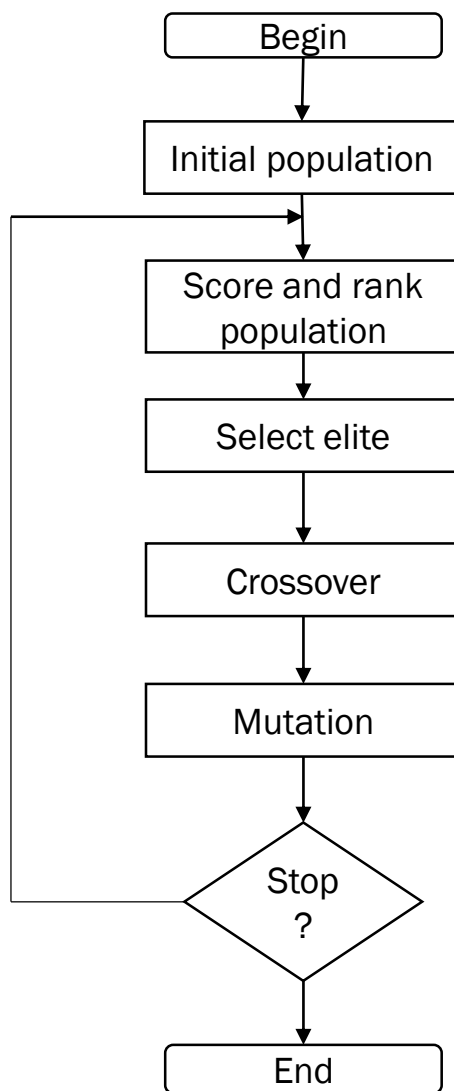 Begin
Initial population
Score and rank
population
Select elite
Crossover
Mutation
Stop
?
End